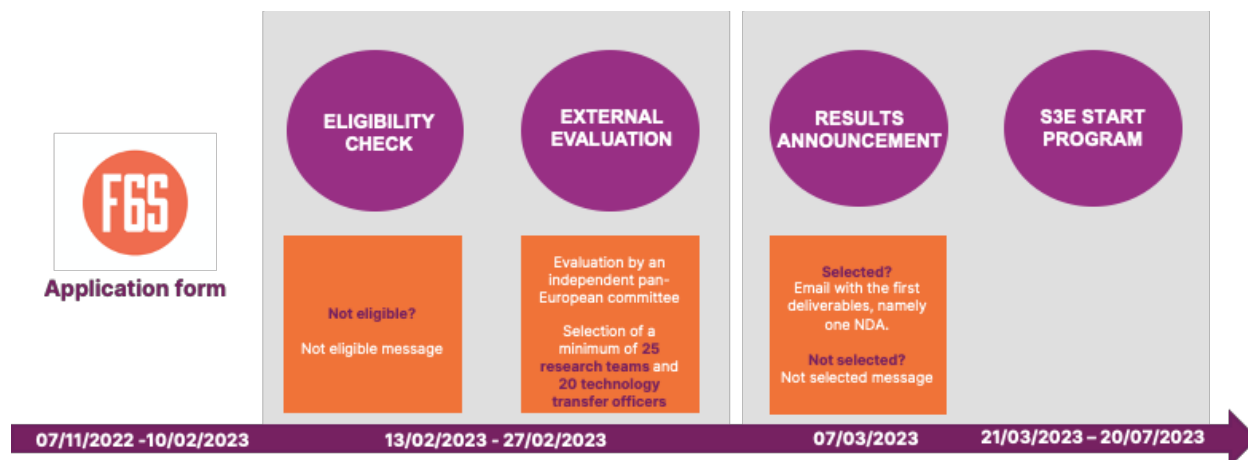 F6S
Application form
ELIGIBILITY
CHECK
Not eligible?
Not eligible message
EXTERNAL
EVALUATION
Evaluation by an
independent pan-
European committee
Selection of a
minimum of 25
research teams and
20 technology
transfer officers
RESULTS
ANNOUNCEMENT
Selected?
Email with the first
deliverables, namely
one NDA.
Not selected?
Not selected message
S3E START
PROGRAM
07/11/2022 -10/02/2023
13/02/2023 - 27/02/2023
07/03/2023
21/03/2023 – 20/07/2023